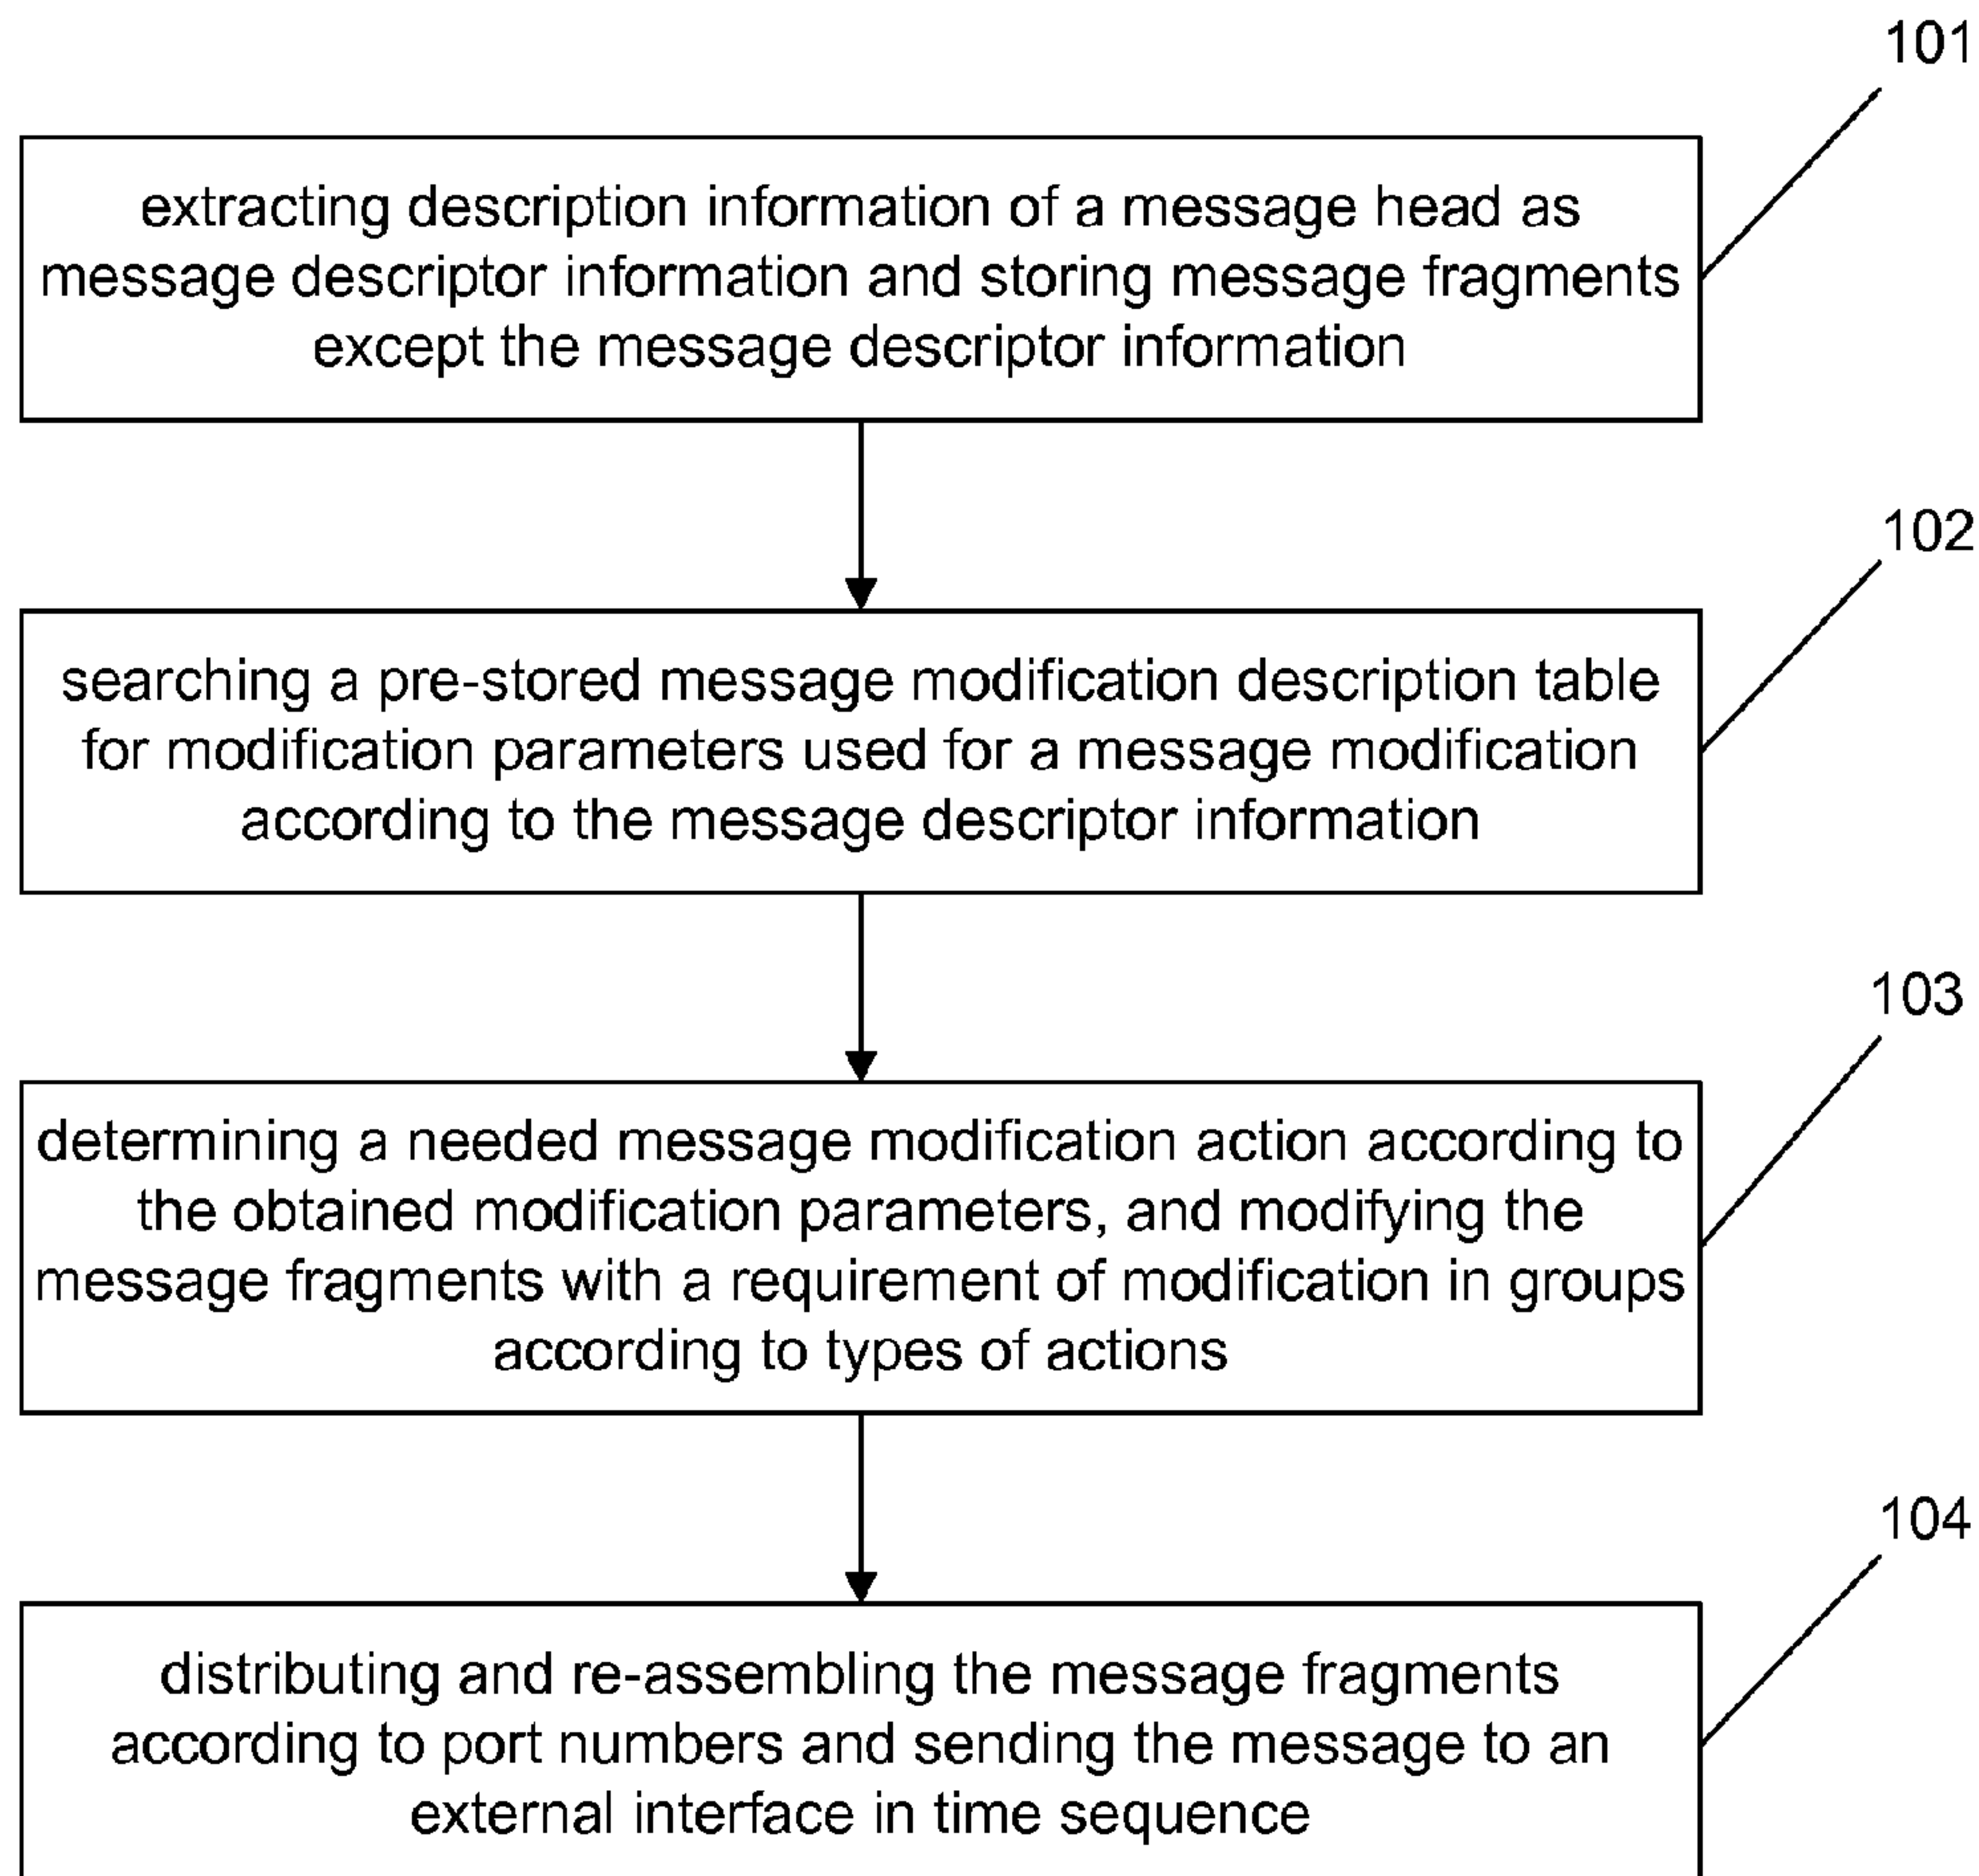 101
extracting description information of a message head as
message descriptor information and storing message fragments
except the message descriptor information
102
searching a pre-stored message modification description table
for modification parameters used for a message modification
according to the message descriptor information
103
determining a needed message modification action according to
the obtained modification parameters, and modifying the
message fragments with a requirement of modification in groups
according to types of actions
104
distributing and re-assembling the message fragments
according to port numbers and sending the message to an
external interface in time sequence